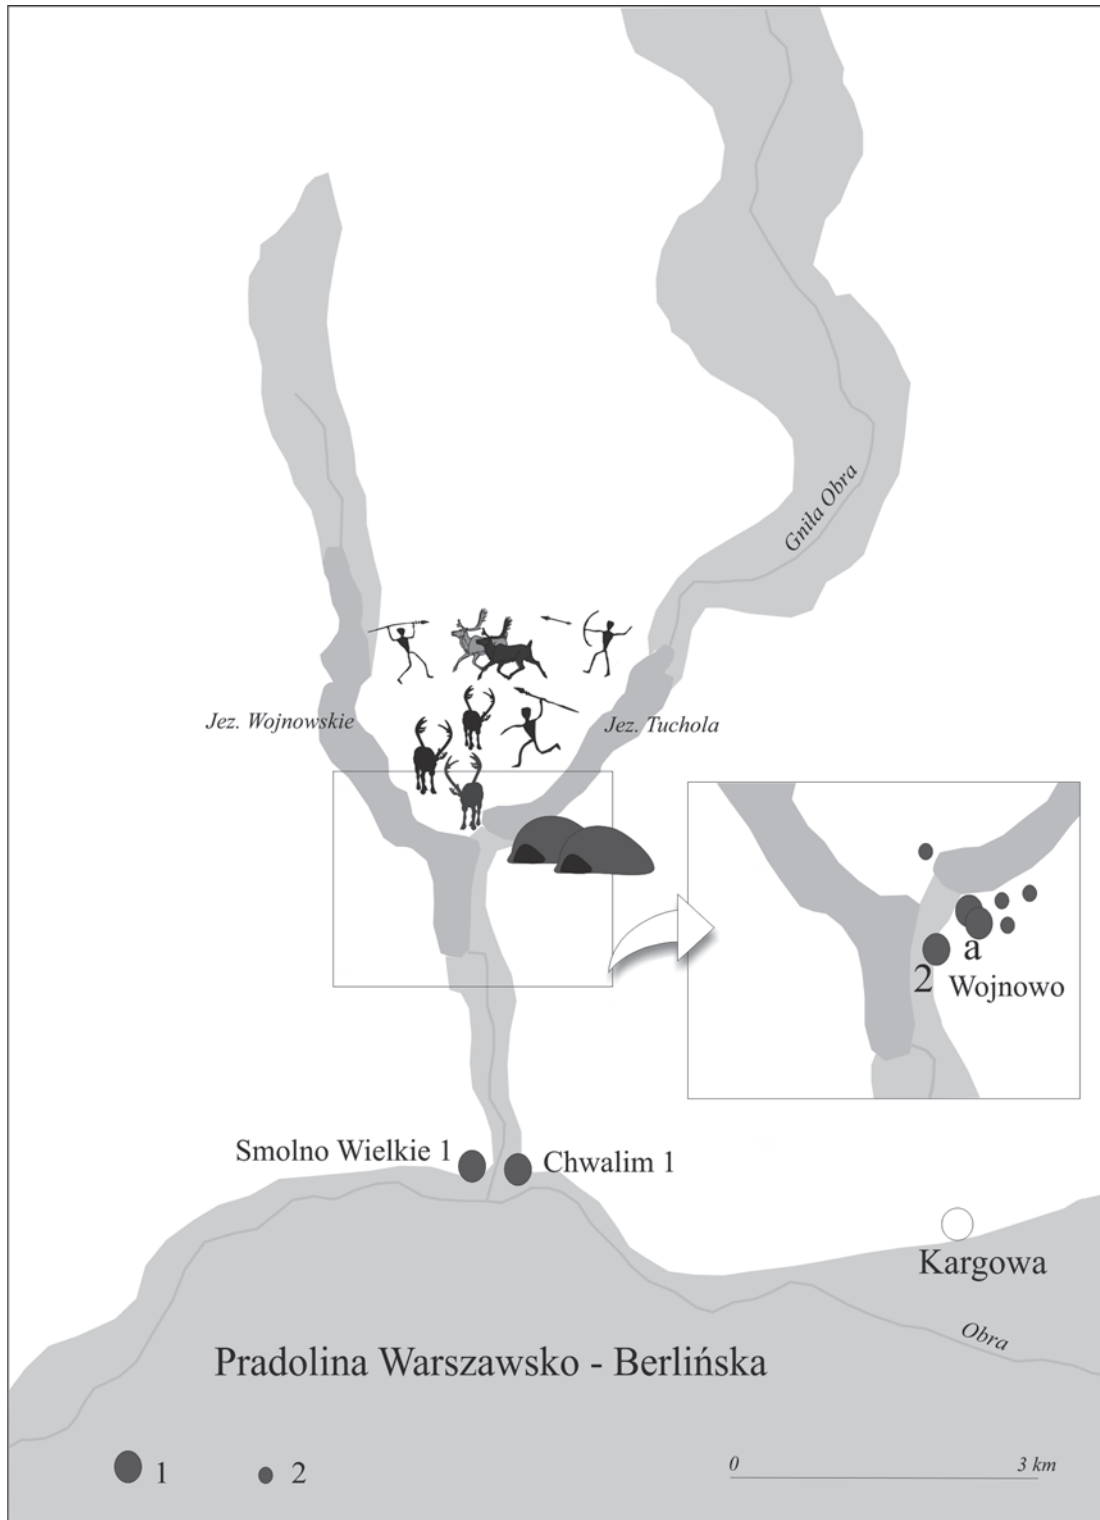 Gniła Obra
Jez. Wojnowskie
Jez. Tuchola
a
2 Wojnowo
Smolno Wielkie 1
Chwalim 1
Kargowa
Obra
Pradolina Warszawsko - Berlińska
1
2
0
3 km